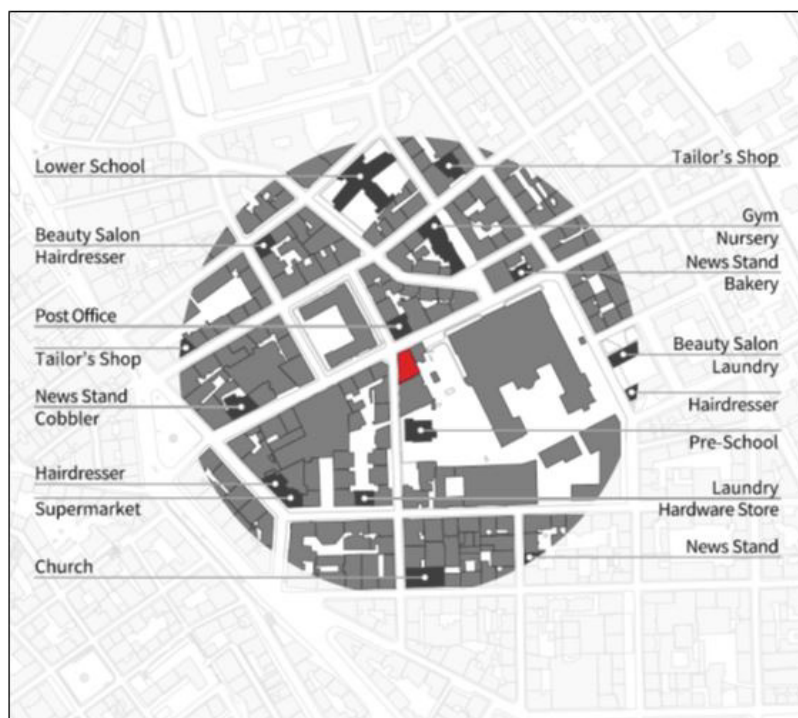 Lower School
Beauty Salon
Hairdresser
Post Office
Tailor's Shop
News Stand
Cobbler
Hairdresser
Supermarket
Church
Tailor's Shop
Gym
Nursery
News Stand
Bakery
Beauty Salon
Laundry
Hairdresser
Pre-School
Laundry
Hardware Store
News Stand